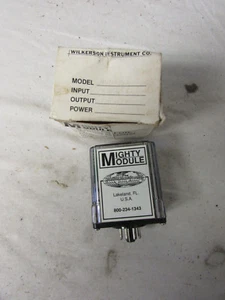 WILKERSON INSTRUMENT CO.
MODEL
INPUT
OUTPUT
POWER
MIGHTY
MODULE
Lakeland, FL
U.S.A.
800-234-1343